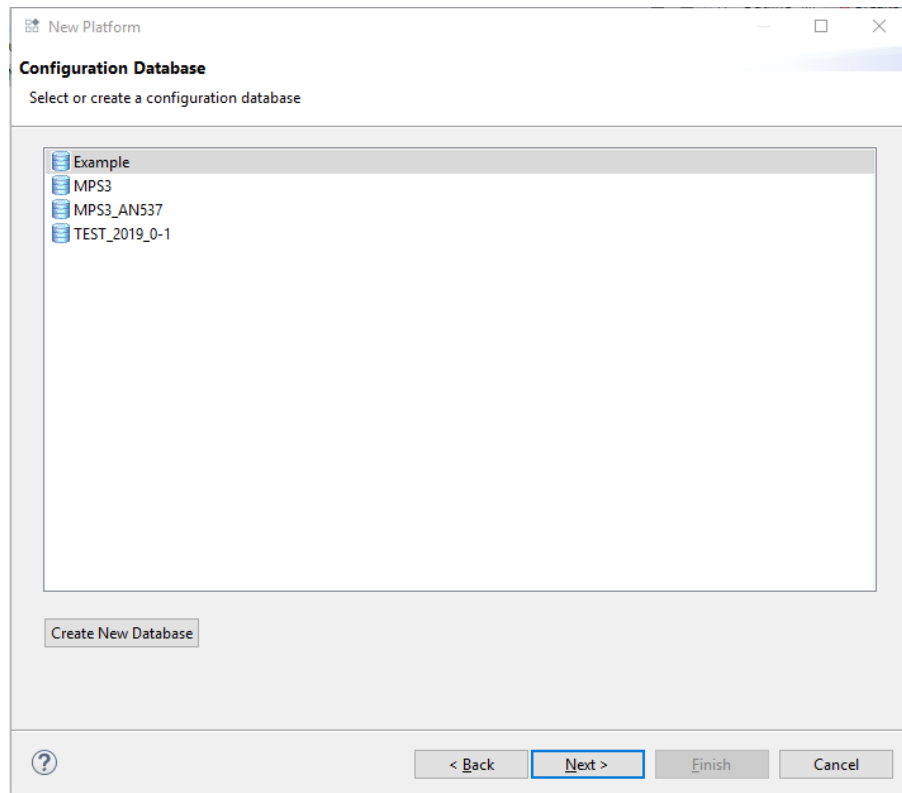 New Platform
Configuration Database
Select or create a configuration database
Example
MPS3
MPS3_AN537
TEST_2019_0-1
Create New Database
? < Back Next > Finish Cancel